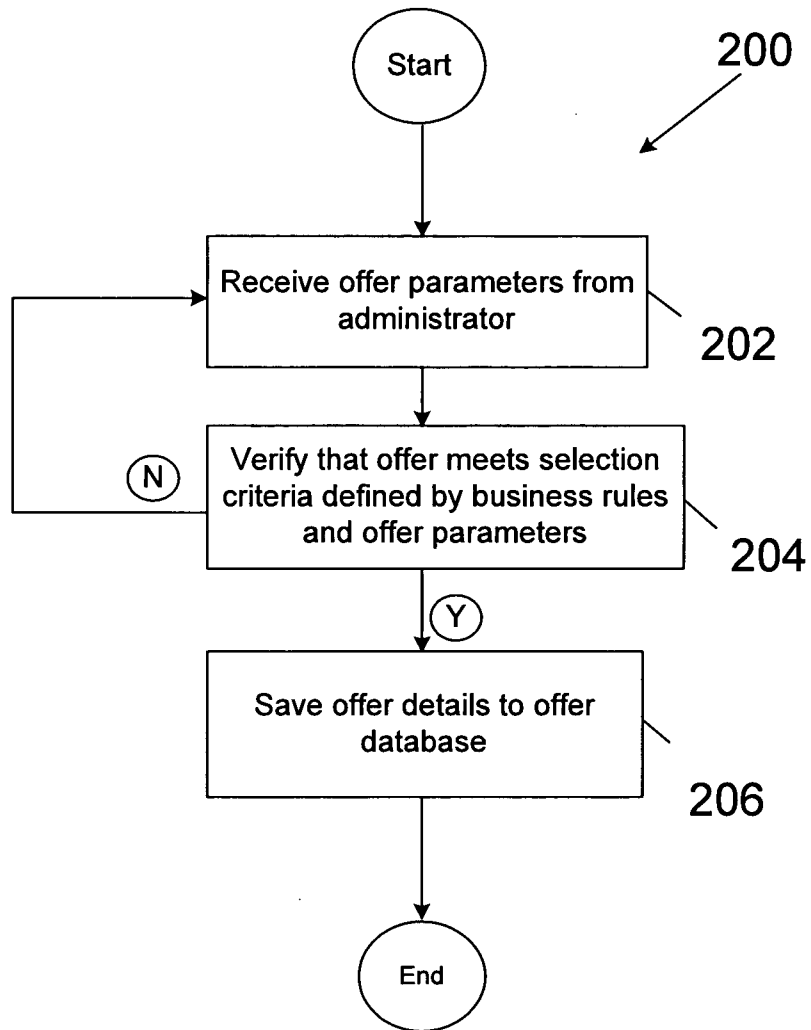 Start
200
Receive offer parameters from
administrator
202
Verify that offer meets selection
criteria defined by business rules
and offer parameters
N
204
Y
Save offer details to offer
database
206
End